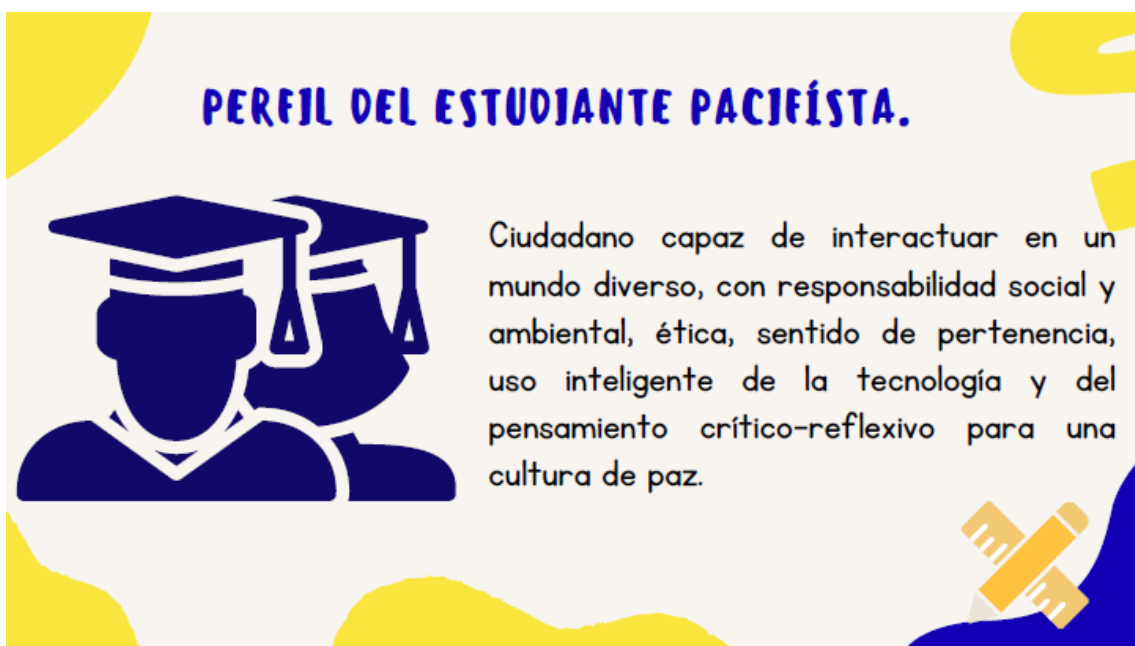 PERFIL DEL ESTUDIANTE PACIFÍSTA.
Ciudadano capaz de interactuar en un
mundo diverso, con responsabilidad social y
ambiental, ética, sentido de pertenencia,
uso inteligente de la tecnología y del
pensamiento crítico-reflexivo para una
cultura de paz.